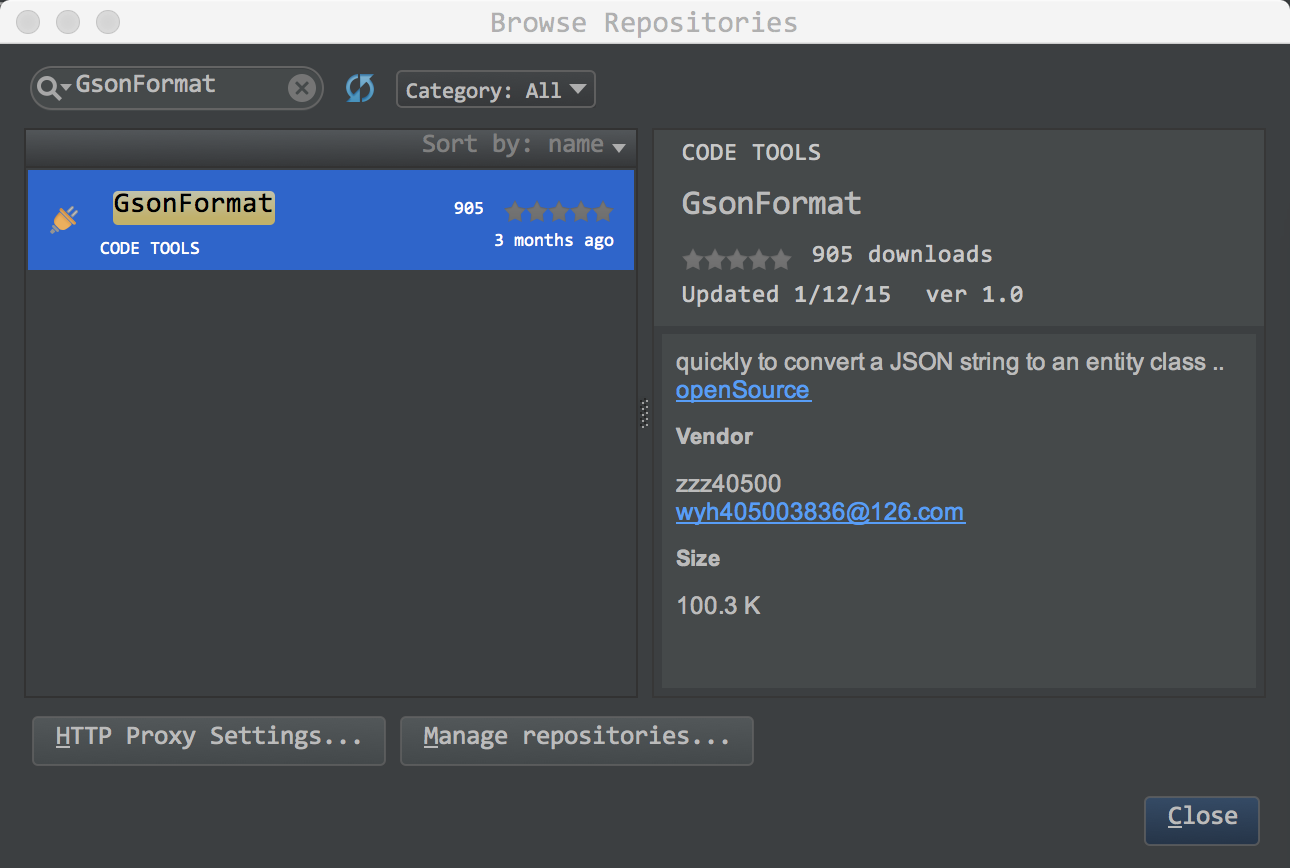 Browse Repositories
GsonFormat
Category: All
Sort by: name
GsonFormat
905
CODE TOOLS
3 months ago
CODE TOOLS
GsonFormat
905 downloads
Updated 1/12/15 ver 1.0
quickly to convert a JSON string to an entity class ..
openSource
Vendor
zzz40500
wyh405003836@126.com
Size
100.3 K
HTTP Proxy Settings...
Manage repositories...
Close